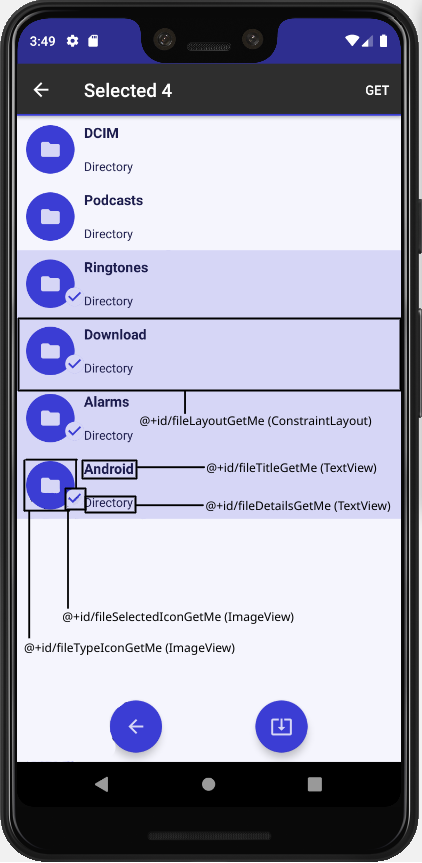 3:49
Selected 4
GET
DCIM
Directory
Podcasts
Directory
Ringtones
Directory
Download
Directory
@+id/fileLayoutGetMe (ConstraintLayout)
Alarms
Directory
Android
@+id/fileTitleGetMe (TextView)
Directory
@+id/fileDetailsGetMe (TextView)
@+id/fileSelectedIconGetMe (ImageView)
@+id/fileTypeIconGetMe (ImageView)